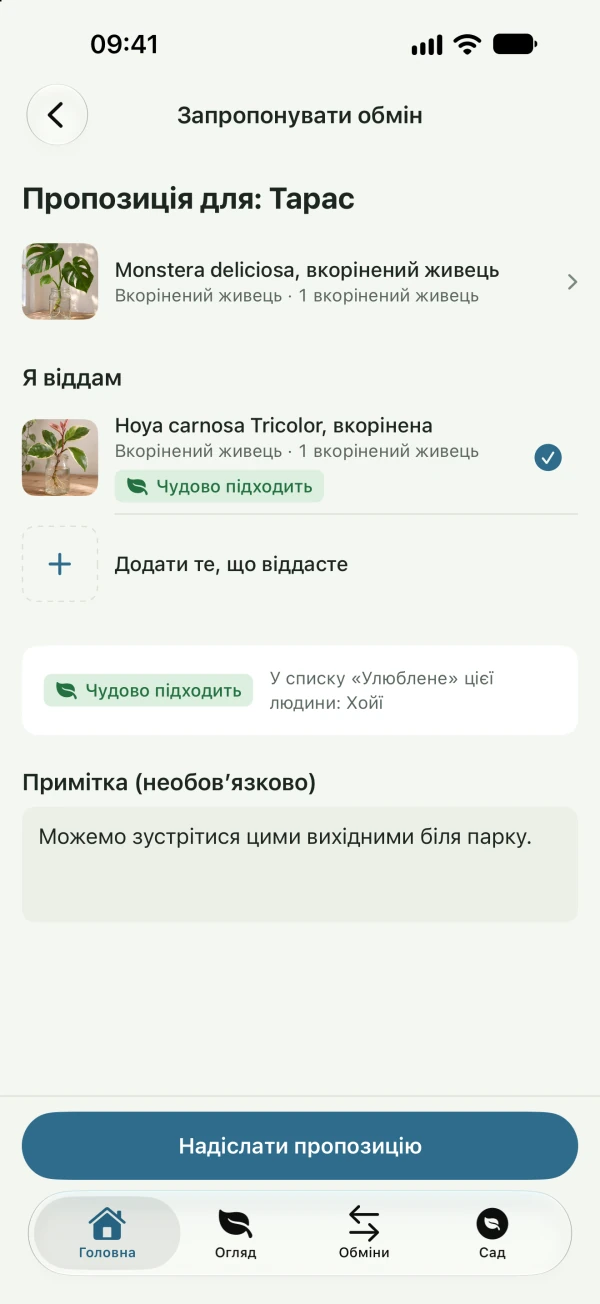 09:41
Запропонувати обмін
Пропозиція для: Тарас
Monstera deliciosa, вкорінений живець
Вкорінений живець · 1 вкорінений живець
Я віддам
Hoya carnosa Tricolor, вкорінена
Вкорінений живець · 1 вкорінений живець
Чудово підходить
Додати те, що віддасте
Чудово підходить
У списку «Улюблене» цієї
людини: Хойї
Примітка (необов’язково)
Можемо зустрітися цими вихідними біля парку.
Надіслати пропозицію
Головна
Огляд
Обміни
Сад